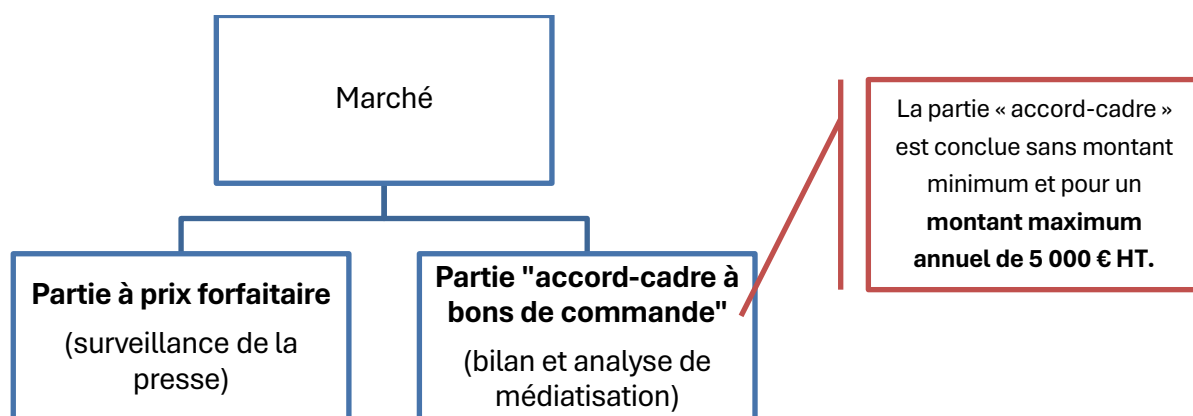 Marché
La partie « accord-cadre »
est conclue sans montant
minimum et pour un
montant maximum
annuel de 5 000 € HT.
Partie à prix forfaitaire
(surveillance de la
presse)
Partie "accord-cadre à
bons de commande"
(bilan et analyse de
médiatisation)